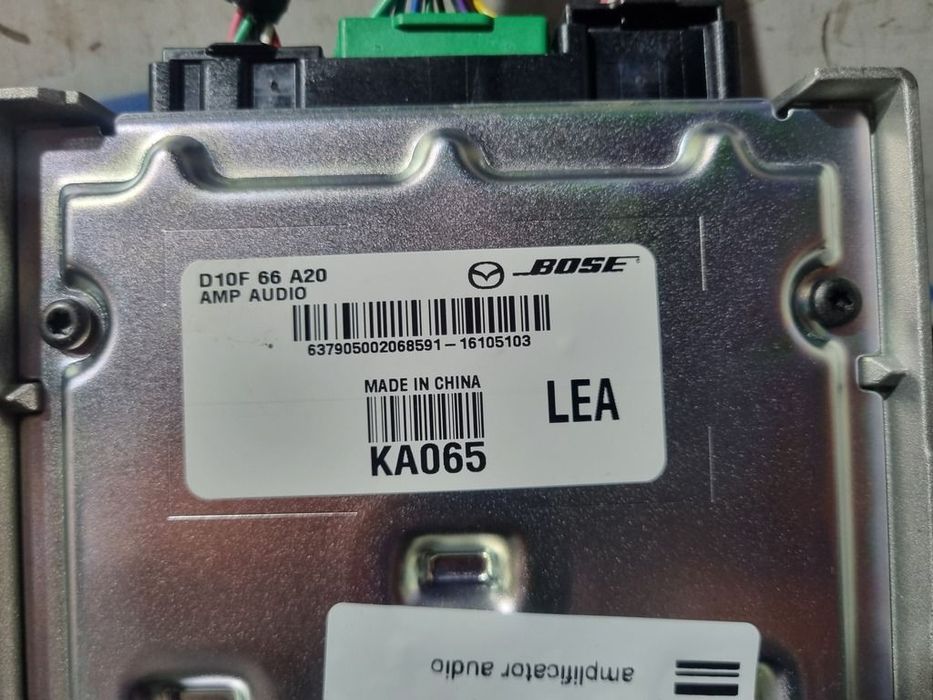 D10F 66 A20
AMP AUDIO
BOSE
637905002068591-16105103
MADE IN CHINA
LEA
KA065
amplificator audio